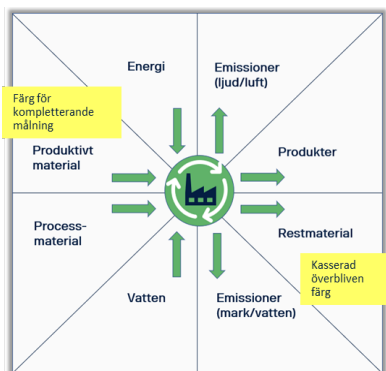 Energi
Emissioner
(ljud/luft)
Färg för
kompletterande
målning
Produktivt
material
Produkter
Process-
material
Restmaterial
Vatten
Emissioner
(mark/vatten)
Kasserad
överbliven
färg